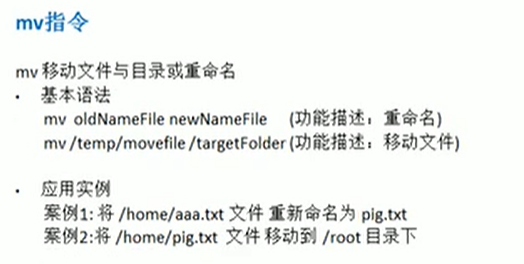 mv指令
mv 移动文件与目录或重命名
• 基本语法
mv oldNameFile newNameFile (功能描述：重命名)
mv /temp/movefile /targetFolder (功能描述：移动文件)
• 应用实例
案例1: 将 /home/aaa.txt 文件 重新命名为 pig.txt
案例2:将 /home/pig.txt 文件 移动到 /root 目录下